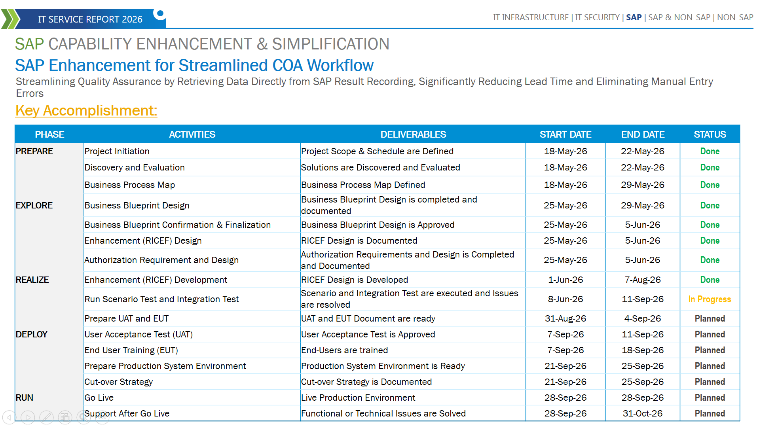 IT SERVICE REPORT 2026
IT INFRASTRUCTURE | IT SECURITY | SAP | SAP & NON-SAP | NON-SAP
SAP CAPABILITY ENHANCEMENT & SIMPLIFICATION
SAP Enhancement for Streamlined COA Workflow
Streamlining Quality Assurance by Retrieving Data Directly from SAP Result Recording, Significantly Reducing Lead Time and Eliminating Manual Entry
Errors
Key Accomplishment:
PHASE ACTIVITIES DELIVERABLES START DATE END DATE STATUS
PREPARE Project Initiation Project Scope & Schedule are Defined 18-May-26 22-May-26 Done
Discovery and Evaluation Solutions are Discovered and Evaluated 18-May-26 22-May-26 Done
Business Process Map Business Process Map Defined 18-May-26 29-May-26 Done
EXPLORE Business Blueprint Design Business Blueprint Design is completed and
documented 25-May-26 29-May-26 Done
Business Blueprint Confirmation & Finalization Business Blueprint Design is Approved 25-May-26 5-Jun-26 Done
Enhancement (RICEF) Design RICEF Design is Documented 25-May-26 5-Jun-26 Done
Authorization Requirement and Design Authorization Requirements and Design is Completed
and Documented 25-May-26 5-Jun-26 Done
REALIZE Enhancement (RICEF) Development RICEF Design is Developed 1-Jun-26 7-Aug-26 Done
Run Scenario Test and Integration Test Scenario and Integration Test are executed and Issues
are resolved 8-Jun-26 11-Sep-26 In Progress
Prepare UAT and EUT UAT and EUT Document are ready 31-Aug-26 4-Sep-26 Planned
DEPLOY User Acceptance Test (UAT) User Acceptance Test is Approved 7-Sep-26 11-Sep-26 Planned
End User Training (EUT) End-Users are trained 7-Sep-26 18-Sep-26 Planned
Prepare Production System Environment Production System Environment is Ready 21-Sep-26 25-Sep-26 Planned
Cut-over Strategy Cut-over Strategy is Documented 21-Sep-26 25-Sep-26 Planned
RUN Go Live Live Production Environment 28-Sep-26 28-Sep-26 Planned
Support After Go Live Functional or Technical Issues are Solved 28-Sep-26 31-Oct-26 Planned